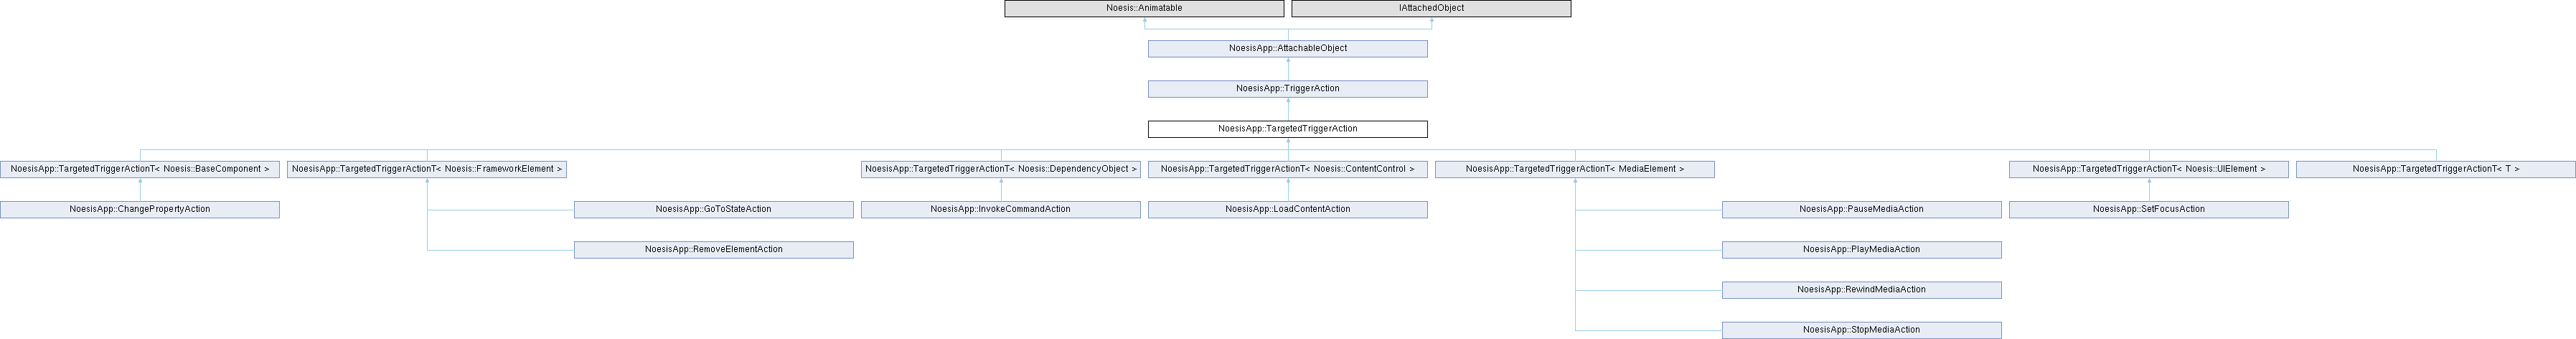 Noesis::Animatable
IAttachedObject
NoesisApp::AttachableObject
NoesisApp::TriggerAction
NoesisApp::TargetedTriggerAction
NoesisApp::TargetedTriggerActionT< Noesis::BaseComponent >
NoesisApp::TargetedTriggerActionT< Noesis::FrameworkElement >
NoesisApp::TargetedTriggerActionT< Noesis::DependencyObject >
NoesisApp::TargetedTriggerActionT< Noesis::ContentControl >
NoesisApp::TargetedTriggerActionT< MediaElement >
NoesisApp::TargetedTriggerActionT< Noesis::UIElement >
NoesisApp::TargetedTriggerActionT< T >
NoesisApp::ChangePropertyAction
NoesisApp::GoToStateAction
NoesisApp::InvokeCommandAction
NoesisApp::LoadContentAction
NoesisApp::PauseMediaAction
NoesisApp::SetFocusAction
NoesisApp::RemoveElementAction
NoesisApp::PlayMediaAction
NoesisApp::RewindMediaAction
NoesisApp::StopMediaAction